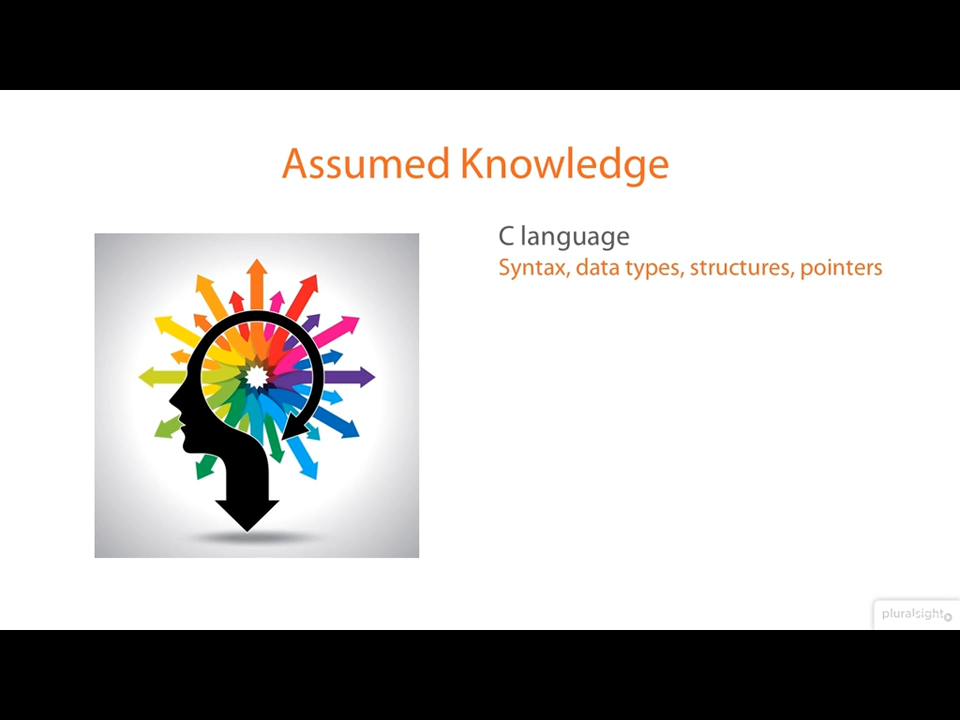 Assumed Knowledge
C language
Syntax, data types, structures, pointers
pluralsight